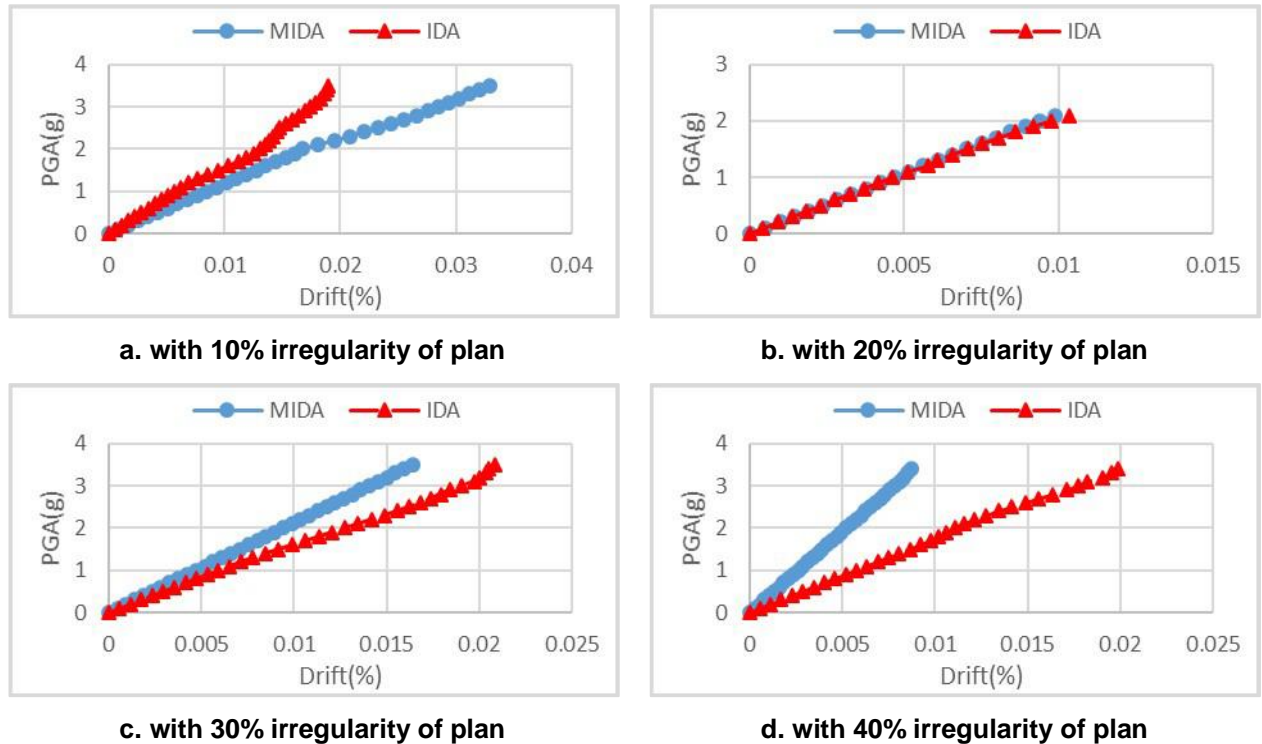 MIDA IDA
4
3
2
1
0
PGA(g)
0 0.01 0.02 0.03 0.04
Drift(%)
a. with 10% irregularity of plan
MIDA IDA
3
2
1
0
PGA(g)
0 0.005 0.01 0.015
Drift(%)
b. with 20% irregularity of plan
MIDA IDA
4
3
2
1
0
PGA(g)
0 0.005 0.01 0.015 0.02 0.025
Drift(%)
c. with 30% irregularity of plan
MIDA IDA
4
3
2
1
0
PGA(g)
0 0.005 0.01 0.015 0.02 0.025
Drift(%)
d. with 40% irregularity of plan